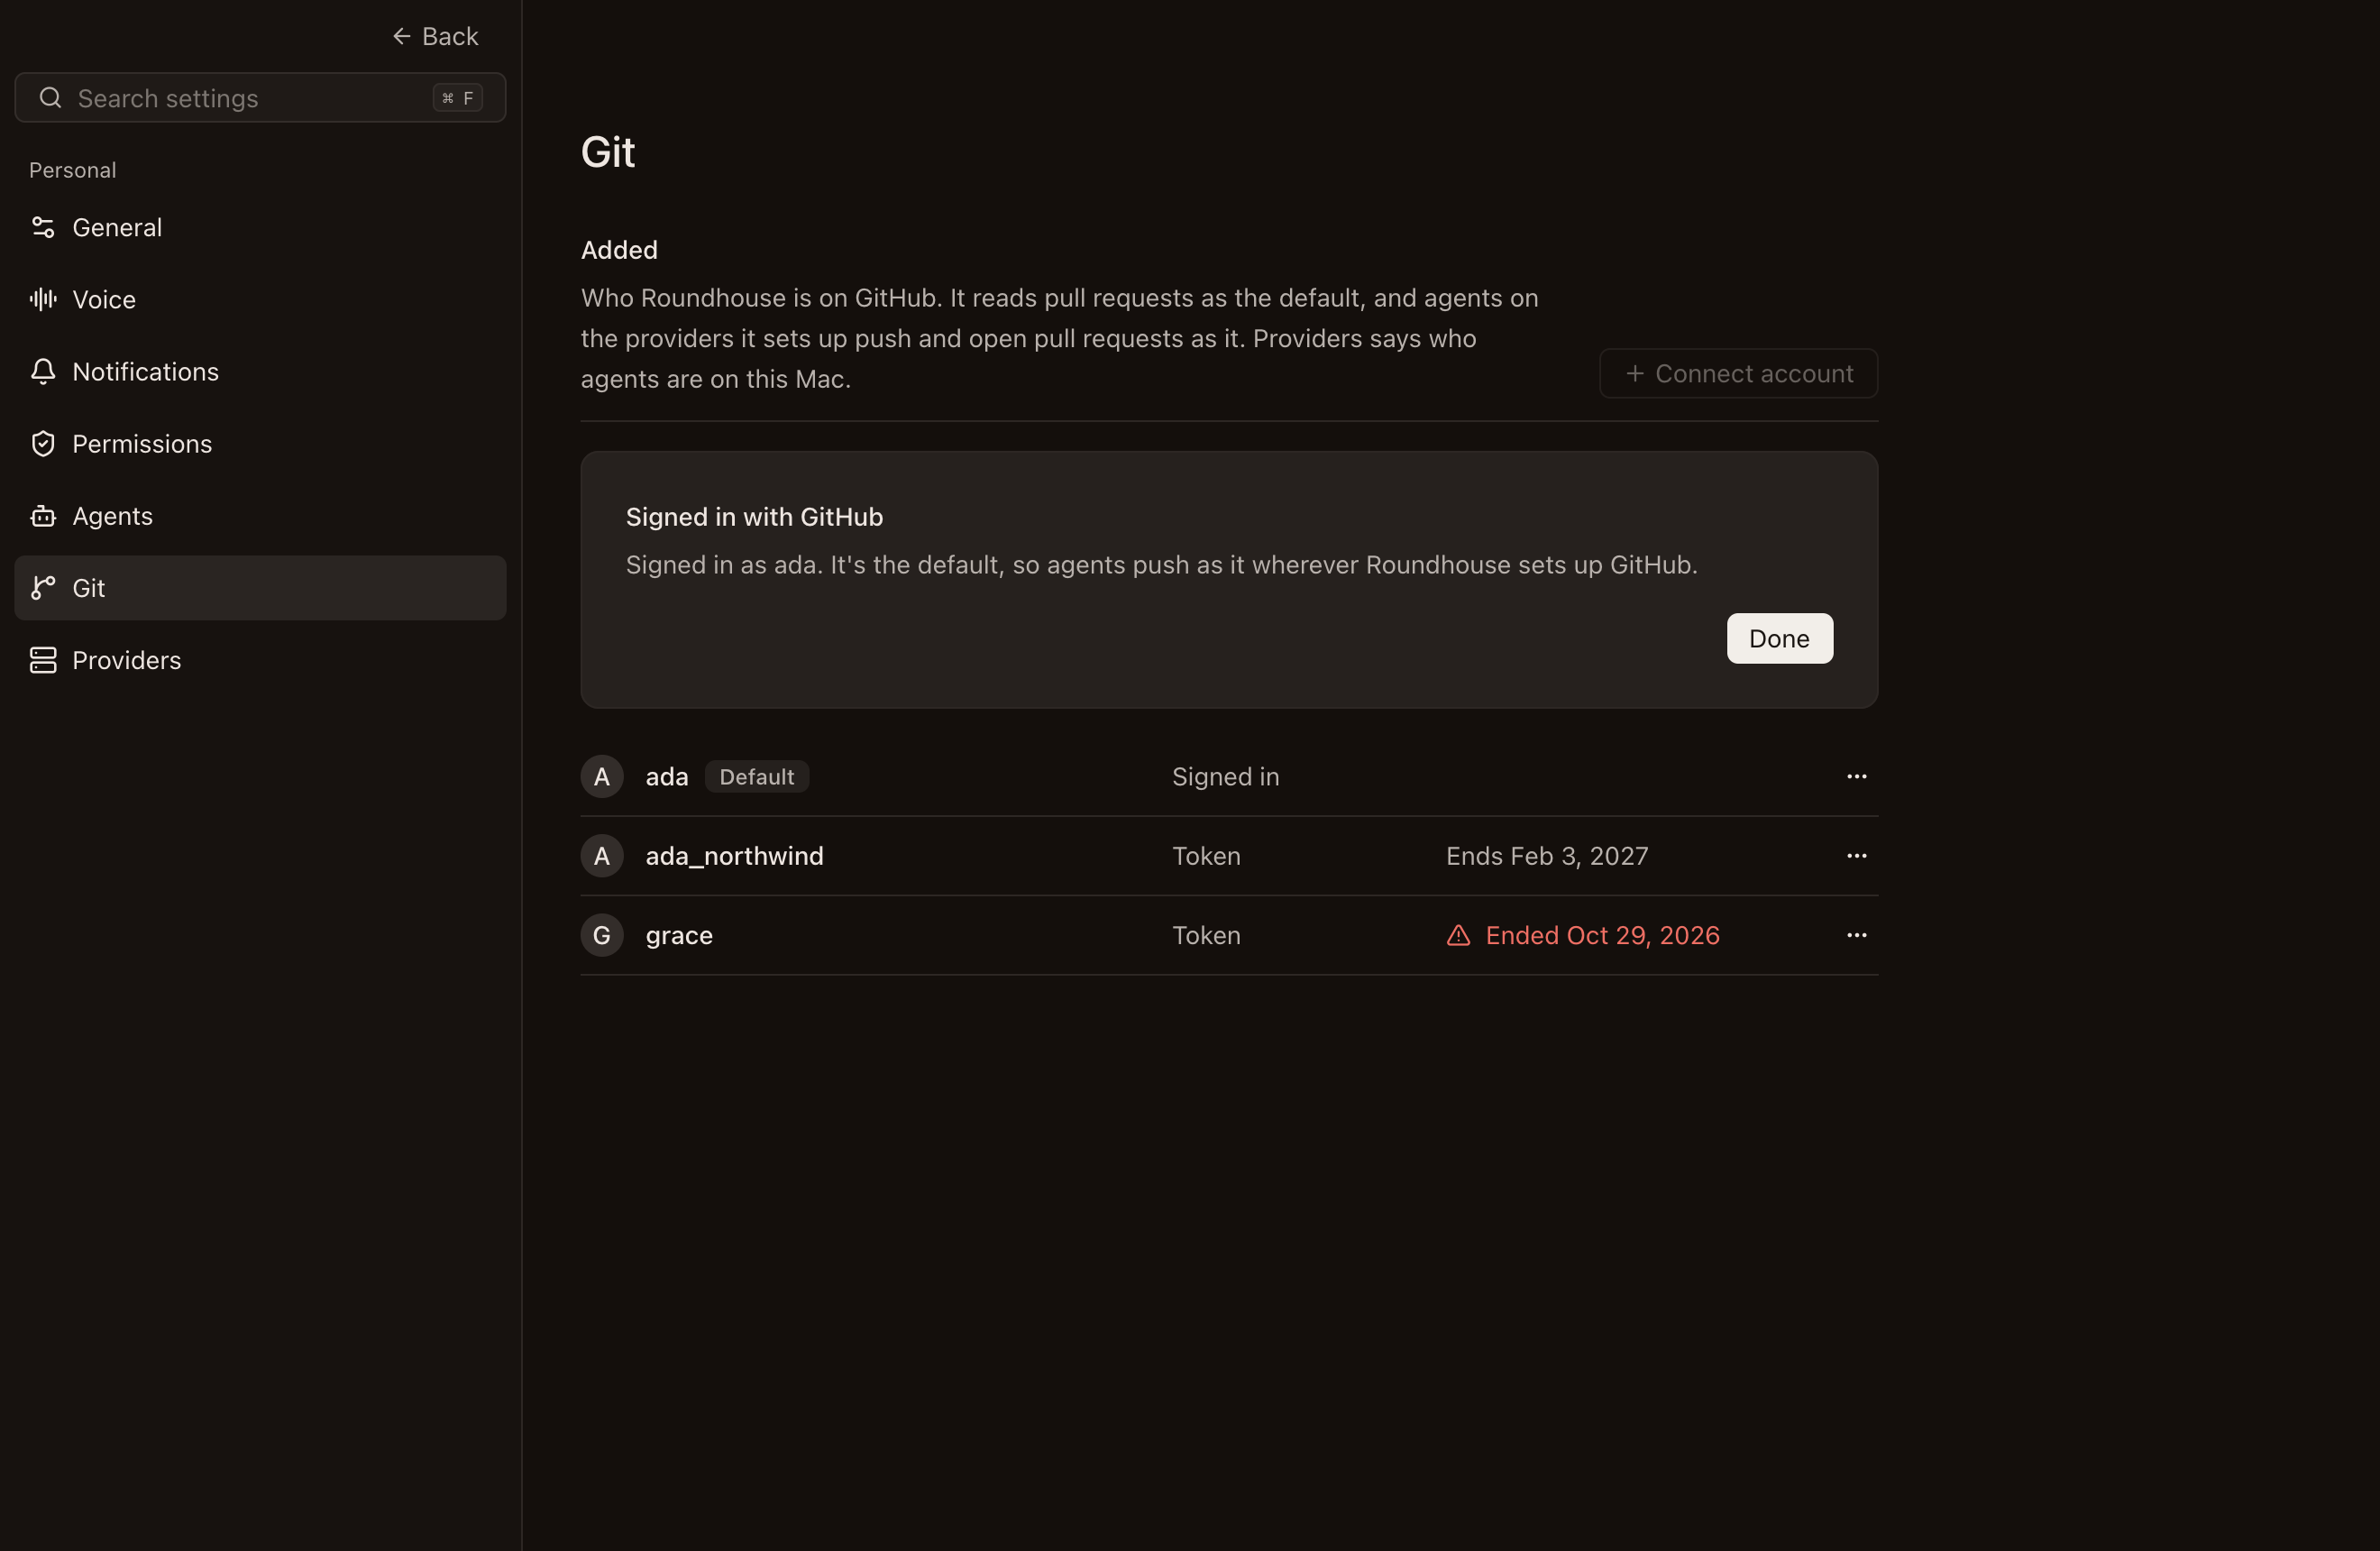 Back
Search settings
⌘ F
Personal
General
Voice
Notifications
Permissions
Agents
Git
Providers
Git
Added
Who Roundhouse is on GitHub. It reads pull requests as the default, and agents on
the providers it sets up push and open pull requests as it. Providers says who
agents are on this Mac.
Connect account
Signed in with GitHub
Signed in as ada. It's the default, so agents push as it wherever Roundhouse sets up GitHub.
Done
A ada Default Signed in
A ada_northwind Token Ends Feb 3, 2027
G grace Token Ended Oct 29, 2026